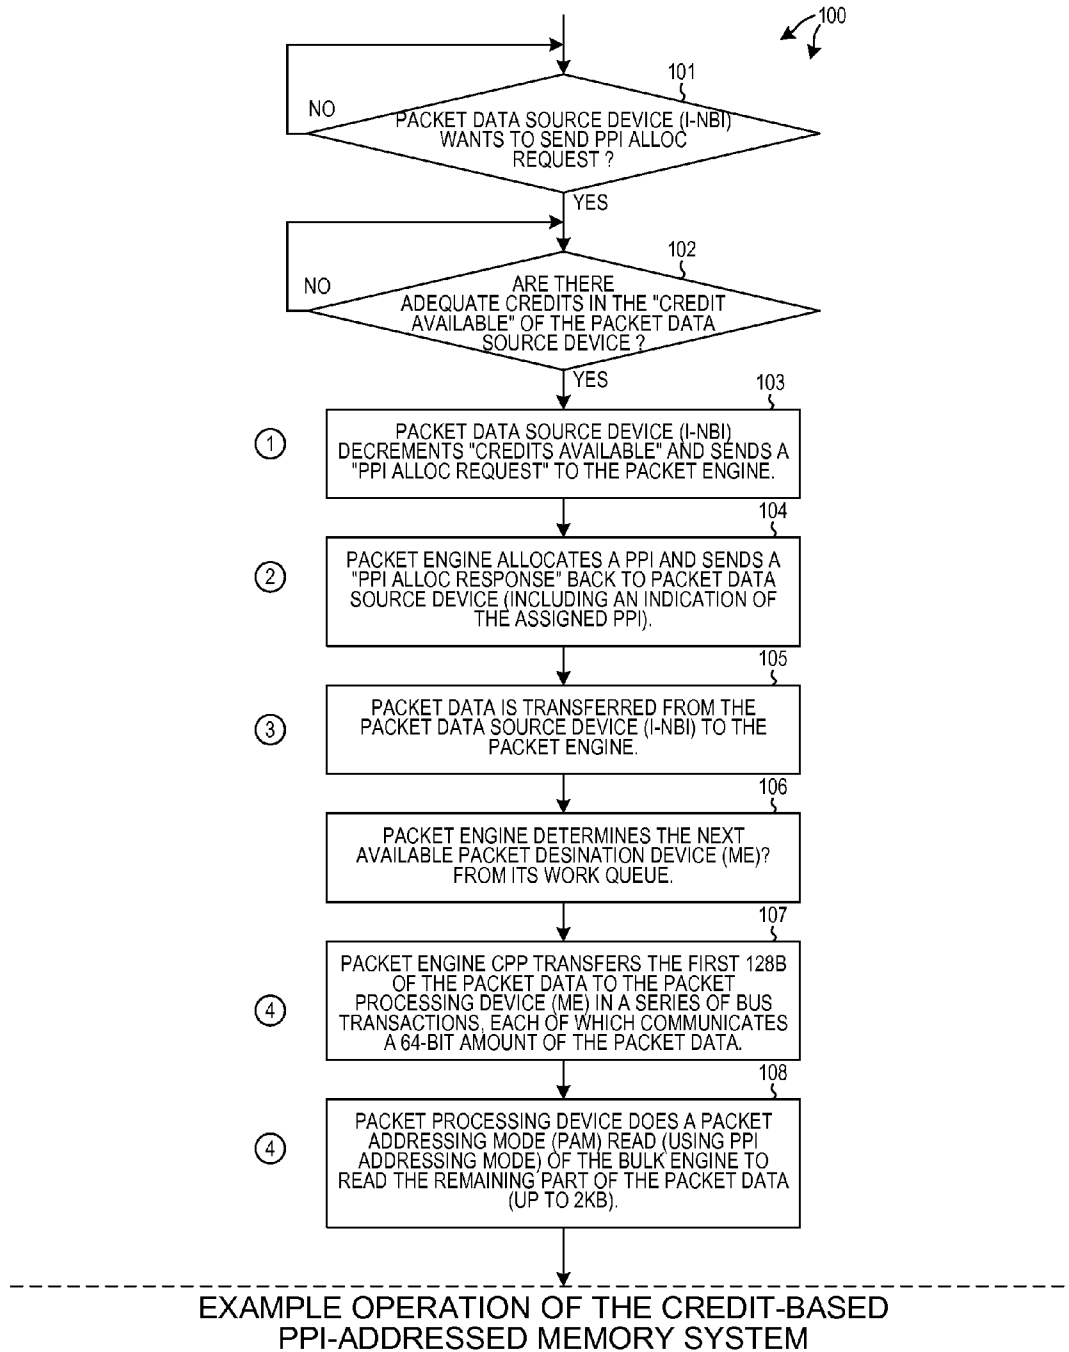 100
101
NO
PACKET DATA SOURCE DEVICE (I-NBI)
WANTS TO SEND PPI ALLOC
REQUEST ?
YES
102
NO
ARE THERE
ADEQUATE CREDITS IN THE "CREDIT
AVAILABLE" OF THE PACKET DATA
SOURCE DEVICE ?
YES
103
1
PACKET DATA SOURCE DEVICE (I-NBI)
DECREMENTS "CREDITS AVAILABLE" AND SENDS A
"PPI ALLOC REQUEST" TO THE PACKET ENGINE.
104
2
PACKET ENGINE ALLOCATES A PPI AND SENDS A
"PPI ALLOC RESPONSE" BACK TO PACKET DATA
SOURCE DEVICE (INCLUDING AN INDICATION OF
THE ASSIGNED PPI).
105
3
PACKET DATA IS TRANSFERRED FROM THE
PACKET DATA SOURCE DEVICE (I-NBI) TO THE
PACKET ENGINE.
106
PACKET ENGINE DETERMINES THE NEXT
AVAILABLE PACKET DESINATION DEVICE (ME)?
FROM ITS WORK QUEUE.
107
4
PACKET ENGINE CPP TRANSFERS THE FIRST 128B
OF THE PACKET DATA TO THE PACKET
PROCESSING DEVICE (ME) IN A SERIES OF BUS
TRANSACTIONS, EACH OF WHICH COMMUNICATES
A 64-BIT AMOUNT OF THE PACKET DATA.
108
4
PACKET PROCESSING DEVICE DOES A PACKET
ADDRESSING MODE (PAM) READ (USING PPI
ADDRESSING MODE) OF THE BULK ENGINE TO
READ THE REMAINING PART OF THE PACKET DATA
(UP TO 2KB).
EXAMPLE OPERATION OF THE CREDIT-BASED
PPI-ADDRESSED MEMORY SYSTEM